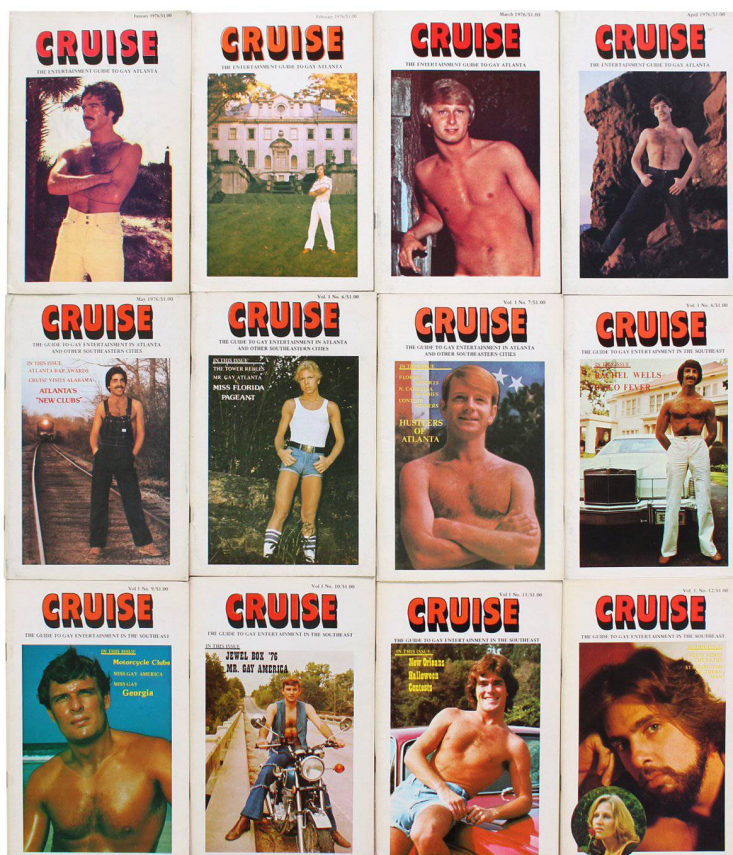 January 1976/$1.00
CRUISE
THE ENTERTAINMENT GUIDE TO GAY ATLANTA
February 1976/$1.00
CRUISE
THE ENTERTAINMENT GUIDE TO GAY ATLANTA
March 1976/$1.00
CRUISE
THE ENTERTAINMENT GUIDE TO GAY ATLANTA
April 1976/$1.00
CRUISE
THE ENTERTAINMENT GUIDE TO GAY ATLANTA
May 1976/$1.00
CRUISE
THE GUIDE TO GAY ENTERTAINMENT IN ATLANTA
AND OTHER SOUTHEASTERN CITIES
IN THIS ISSUE
ATLANTA BAR AWARDS
CRUISE VISITS ALABAMA
ATLANTA'S
"NEW CLUBS"
Vol. 1 No. 6/$1.00
CRUISE
THE GUIDE TO GAY ENTERTAINMENT IN ATLANTA
AND OTHER SOUTHEASTERN CITIES
IN THIS ISSUE
THE TOWER REBLES
MR. GAY ATLANTA
MISS FLORIDA
PAGEANT
Vol. 1 No. 7/$1.00
CRUISE
THE GUIDE TO GAY ENTERTAINMENT IN ATLANTA
AND OTHER SOUTHEASTERN CITIES
IN THIS ISSUE
HUSTLERS
OF
ATLANTA
Vol. 1 No. 8/$1.00
CRUISE
THE GUIDE TO GAY ENTERTAINMENT IN THE SOUTHEAST
IN THIS ISSUE
RACHEL WELLS
FEVER
Vol 1 No. 9/$1.00
CRUISE
THE GUIDE TO GAY ENTERTAINMENT IN THE SOUTHEAST
IN THIS ISSUE
Motorcycle Clubs
MISS GAY AMERICA
MISS GAY
Georgia
Vol 1 No. 10/$1.00
CRUISE
THE GUIDE TO GAY ENTERTAINMENT IN THE SOUTHEAST
IN THIS ISSUE
JEWEL BOX '76
MR. GAY AMERICA
Vol 1 No. 11/$1.00
CRUISE
THE GUIDE TO GAY ENTERTAINMENT IN THE SOUTHEAST
IN THIS ISSUE
New Orleans
Halloween
Contests
Vol. 1, No. 12/$1.00
CRUISE
THE GUIDE TO GAY ENTERTAINMENT IN THE SOUTHEAST